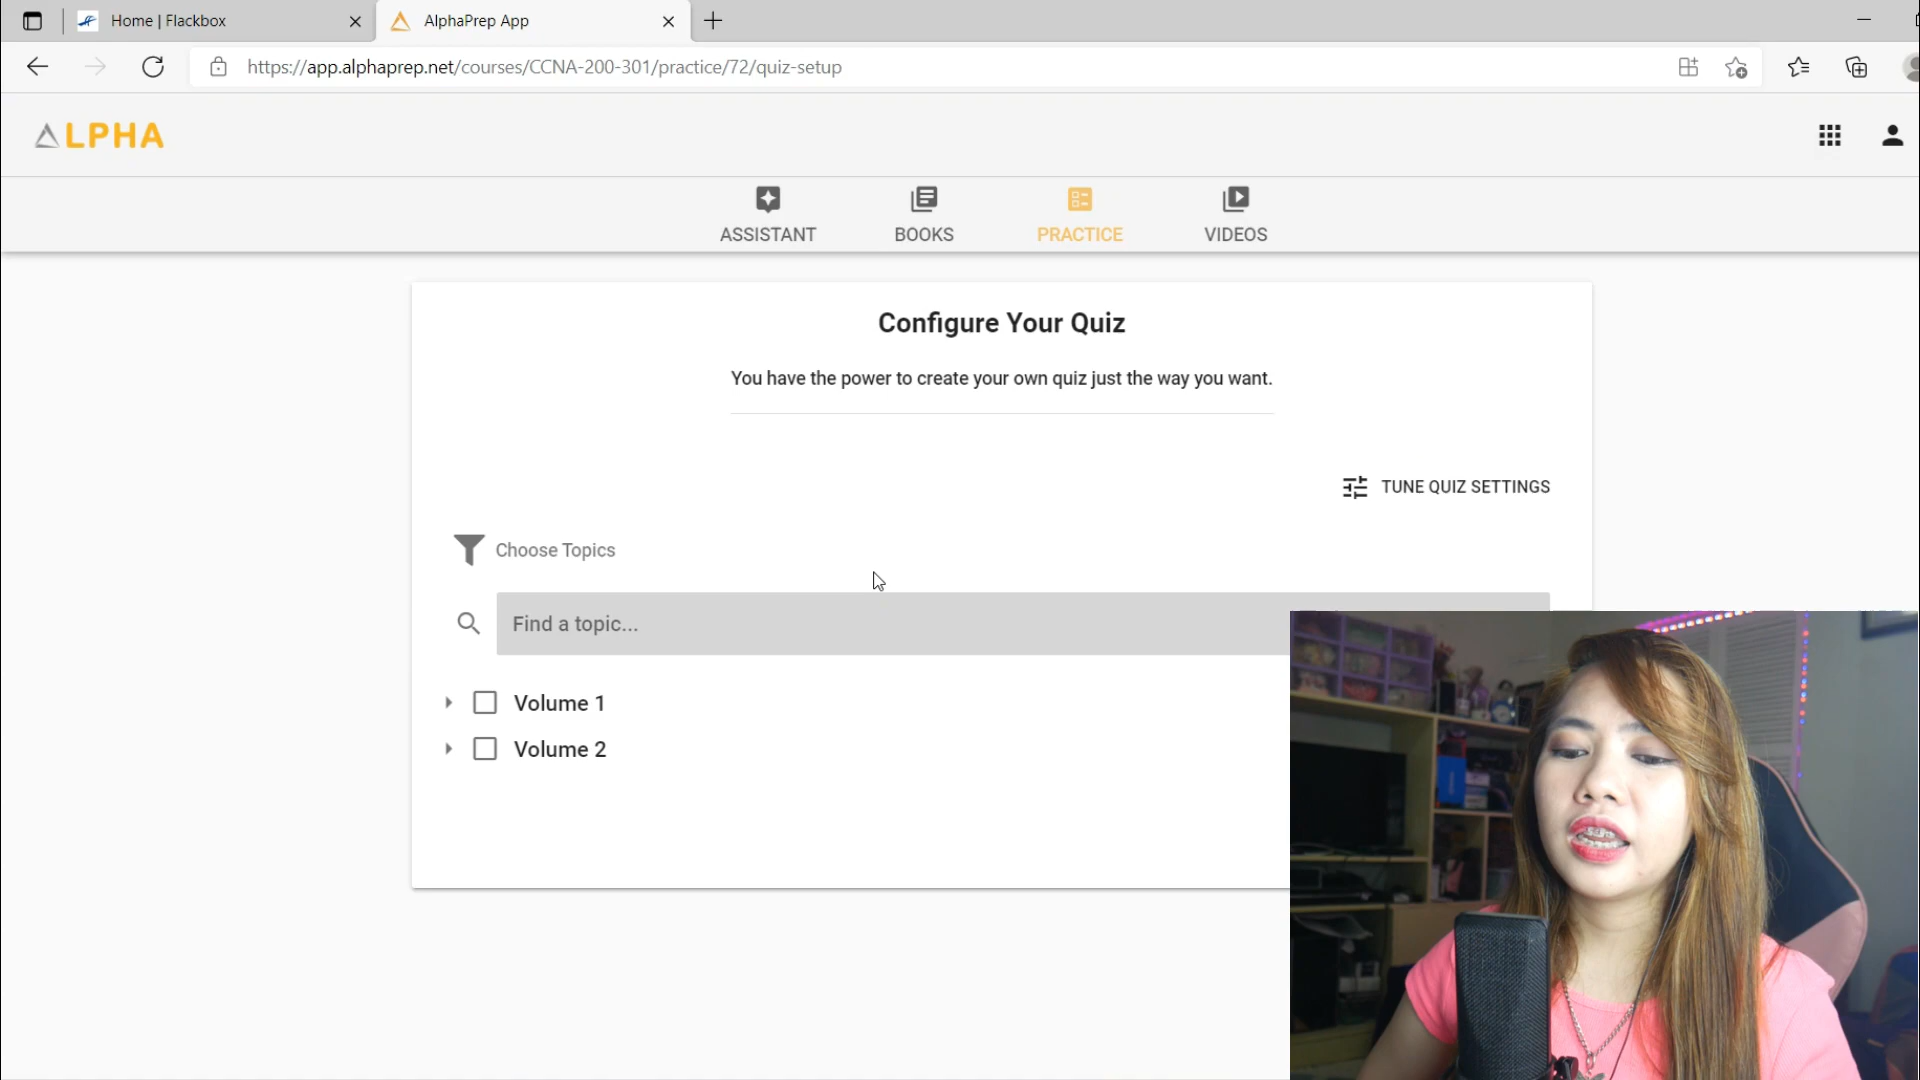 Home | Flackbox
AlphaPrep App
https://app.alphaprep.net/courses/CCNA-200-301/practice/72/quiz-setup
ALPHA
ASSISTANT
BOOKS
PRACTICE
VIDEOS
Configure Your Quiz
You have the power to create your own quiz just the way you want.
TUNE QUIZ SETTINGS
Choose Topics
Find a topic...
Volume 1
Volume 2